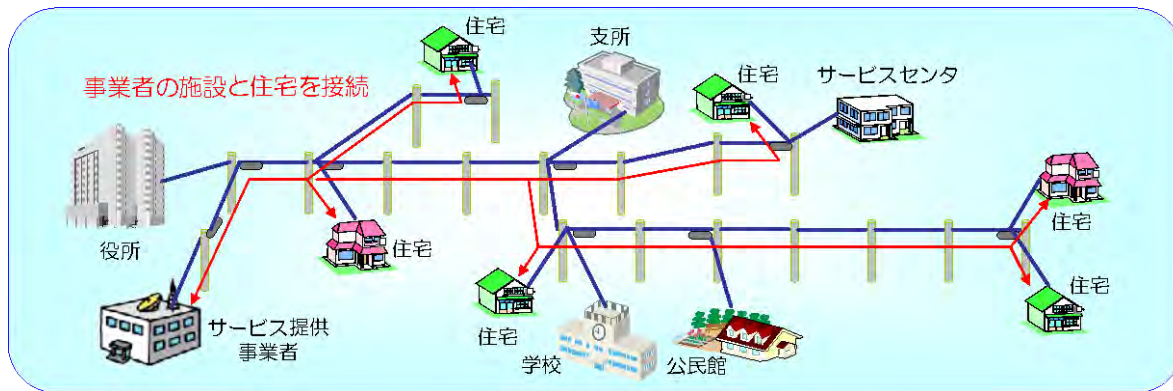 住宅
支所
事業者の施設と住宅を接続
住宅
サービスセンタ
役所
住宅
住宅
サービス提供
事業者
住宅
学校
公民館
住宅